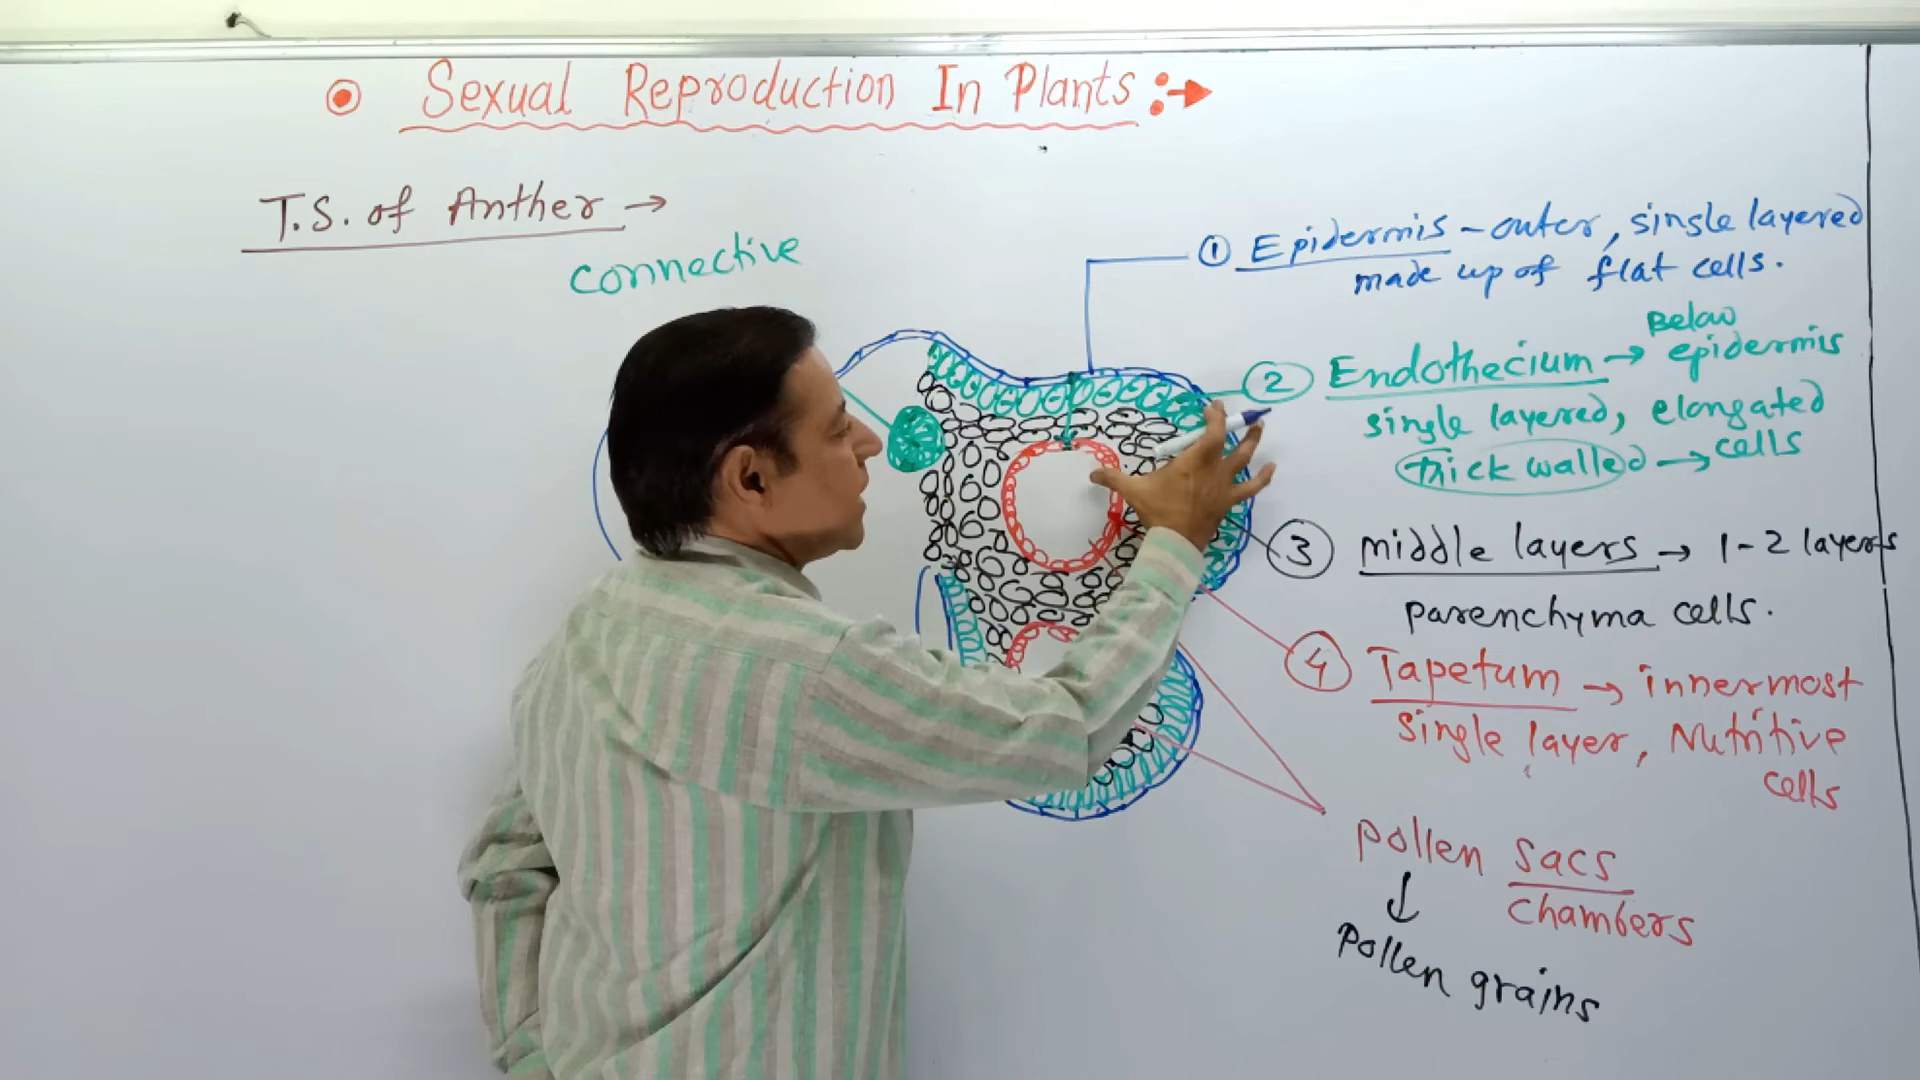 Sexual Reproduction In Plants:→
T.S. of Anther →
connective
① Epidermis - outer, single layered
made up of flat cells.
Below
② Endothecium → epidermis
single layered, elongated
thick walled → cells
③ middle layers → 1-2 layers
parenchyma cells.
④ Tapetum → innermost
single layer, Nutritive
cells
pollen sacs
chambers
↓
pollen grains